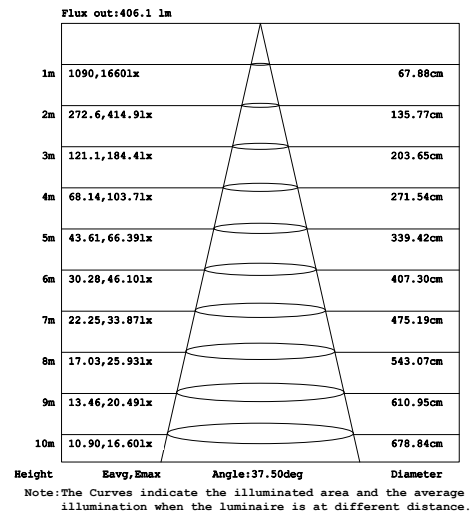 Flux out:406.1 lm
1m 1090,1660lx 67.88cm
2m 272.6,414.9lx 135.77cm
3m 121.1,184.4lx 203.65cm
4m 68.14,103.7lx 271.54cm
5m 43.61,66.39lx 339.42cm
6m 30.28,46.10lx 407.30cm
7m 22.25,33.87lx 475.19cm
8m 17.03,25.93lx 543.07cm
9m 13.46,20.49lx 610.95cm
10m 10.90,16.60lx 678.84cm
Height Eavg,Emax Angle:37.50deg Diameter
Note:The Curves indicate the illuminated area and the average
illumination when the luminaire is at different distance.